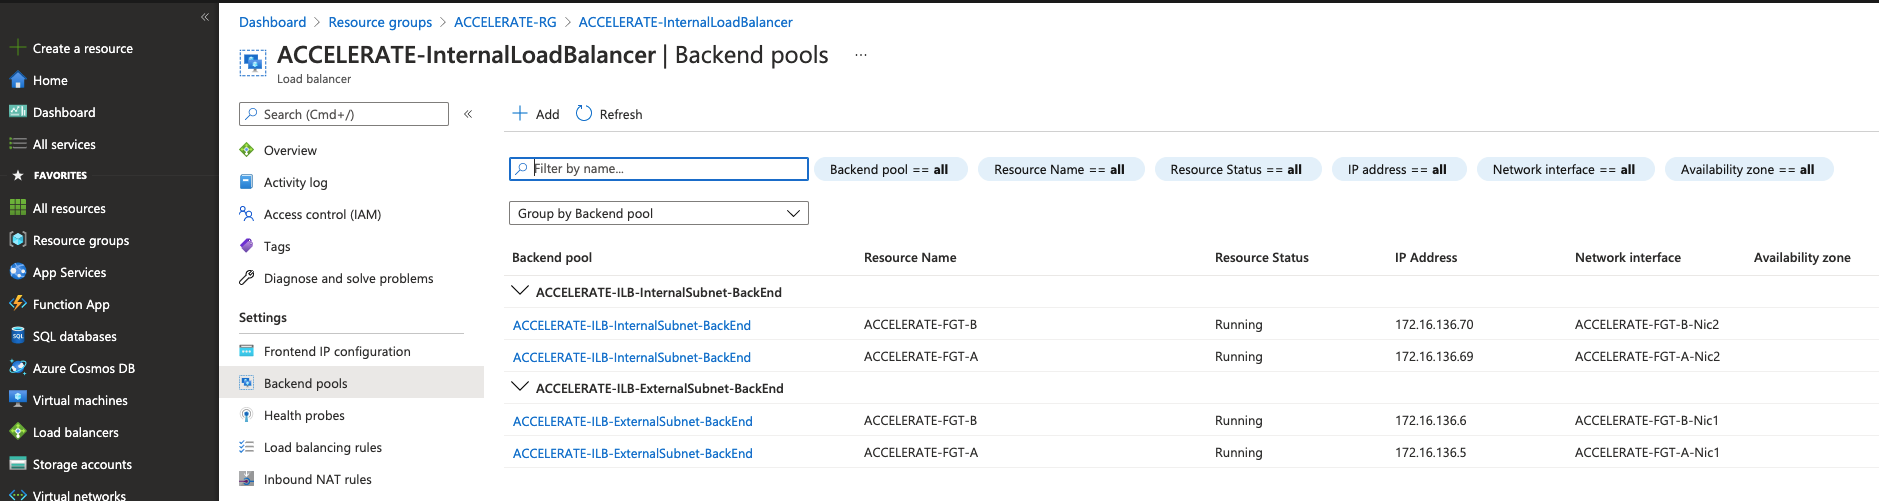 «
Create a resource
Home
Dashboard
All services
FAVORITES
All resources
Resource groups
App Services
Function App
SQL databases
Azure Cosmos DB
Virtual machines
Load balancers
Storage accounts
Virtual networks
Dashboard > Resource groups > ACCELERATE-RG > ACCELERATE-InternalLoadBalancer
ACCELERATE-InternalLoadBalancer | Backend pools ...
Load balancer
Search (Cmd+/) «
Overview
Activity log
Access control (IAM)
Tags
Diagnose and solve problems
Settings
Frontend IP configuration
Backend pools
Health probes
Load balancing rules
Inbound NAT rules
Add Refresh
Filter by name... Backend pool == all Resource Name == all Resource Status == all IP address == all Network interface == all Availability zone == all
Group by Backend pool
Backend pool Resource Name Resource Status IP Address Network interface Availability zone
ACCELERATE-ILB-InternalSubnet-BackEnd
ACCELERATE-ILB-InternalSubnet-BackEnd ACCELERATE-FGT-B Running 172.16.136.70 ACCELERATE-FGT-B-Nic2
ACCELERATE-ILB-InternalSubnet-BackEnd ACCELERATE-FGT-A Running 172.16.136.69 ACCELERATE-FGT-A-Nic2
ACCELERATE-ILB-ExternalSubnet-BackEnd
ACCELERATE-ILB-ExternalSubnet-BackEnd ACCELERATE-FGT-B Running 172.16.136.6 ACCELERATE-FGT-B-Nic1
ACCELERATE-ILB-ExternalSubnet-BackEnd ACCELERATE-FGT-A Running 172.16.136.5 ACCELERATE-FGT-A-Nic1